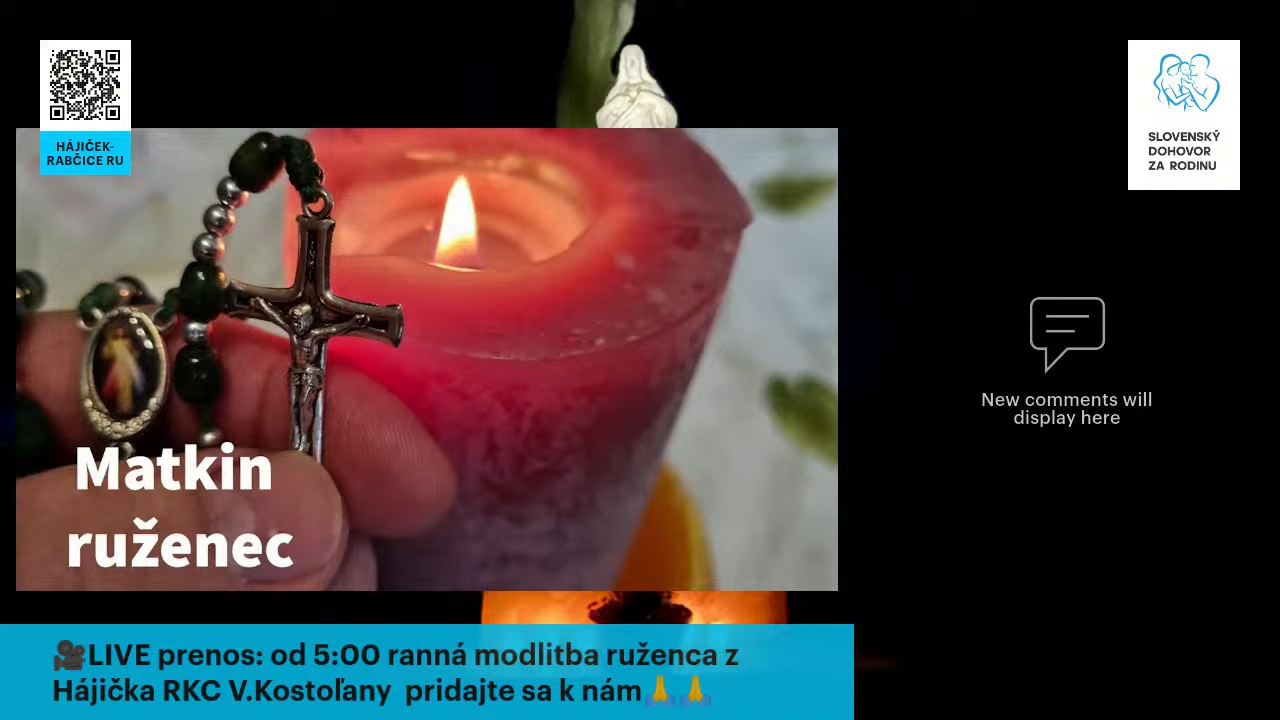 HÁJIČEK-
RABČICE RU
SLOVENSKÝ
DOHOVOR
ZA RODINU
Matkin
ruženec
New comments will
display here
🎥LIVE prenos: od 5:00 ranná modlitba ruženca z
Hájička RKC V.Kostoľany  pridajte sa k nám🙏🙏